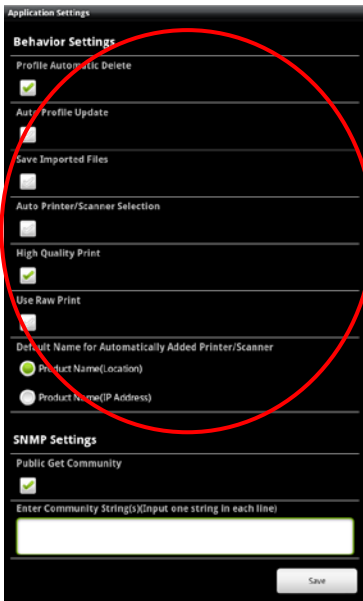 Application Settings
Behavior Settings
Profile Automatic Delete
Auto Profile Update
Save Imported Files
Auto Printer/Scanner Selection
High Quality Print
Use Raw Print
Default Name for Automatically Added Printer/Scanner
Product Name(Location)
Product Name(IP Address)
SNMP Settings
Public Get Community
Enter Community String(s)(Input one string in each line)
Save